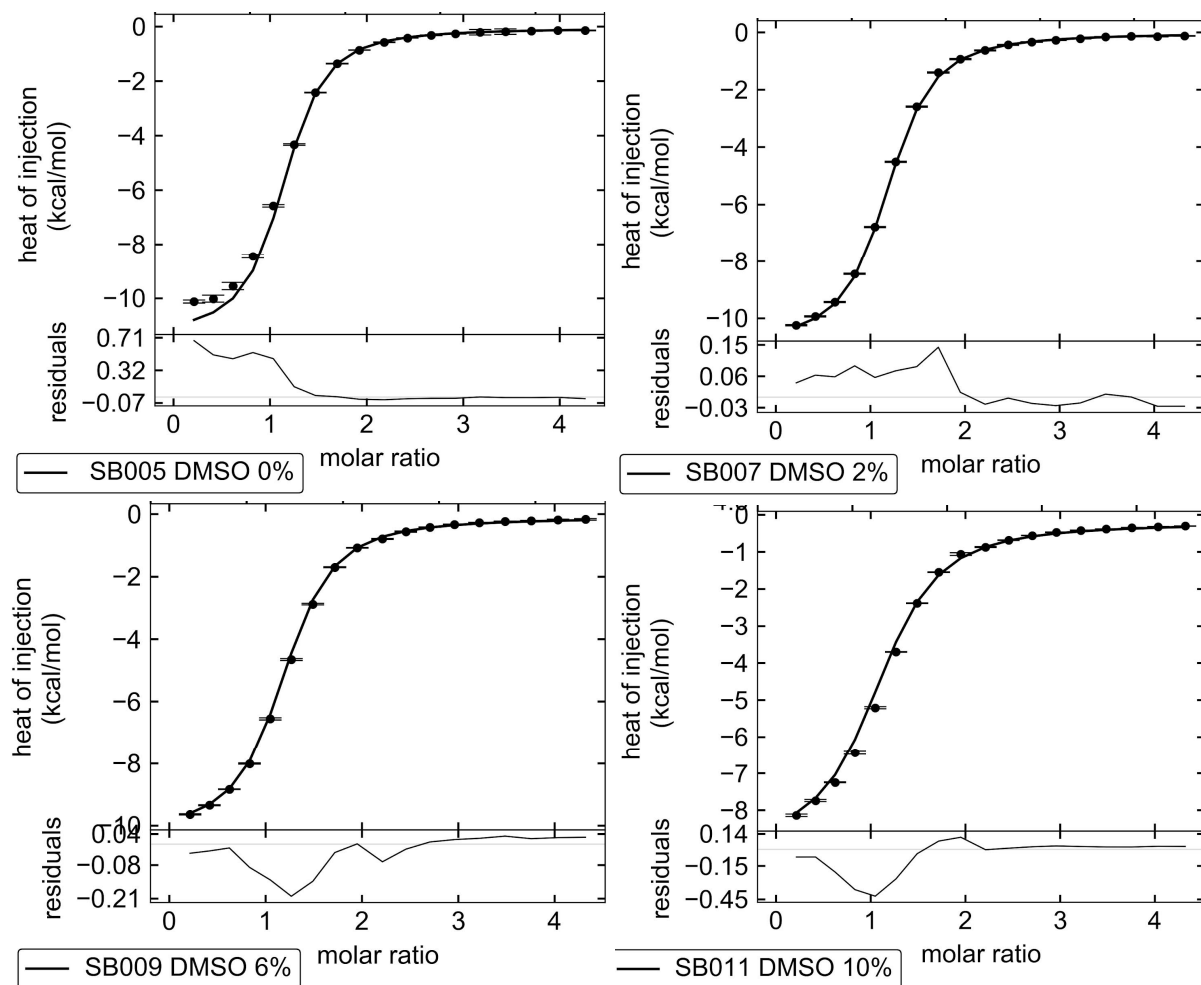 0
−2
−4
−6
−8
−10
heat of injection
(kcal/mol)
0.71
0.32
−0.07
residuals
0 1 2 3 4
molar ratio
SB005 DMSO 0%
0
−2
−4
−6
−8
−10
heat of injection
(kcal/mol)
0.15
0.06
−0.03
residuals
0 1 2 3 4
molar ratio
SB007 DMSO 2%
0
−2
−4
−6
−8
−10
heat of injection
(kcal/mol)
0.04
−0.08
−0.21
residuals
0 1 2 3 4
molar ratio
SB009 DMSO 6%
0
−1
−2
−3
−4
−5
−6
−7
−8
heat of injection
(kcal/mol)
0.14
−0.15
−0.45
residuals
0 1 2 3 4
molar ratio
SB011 DMSO 10%